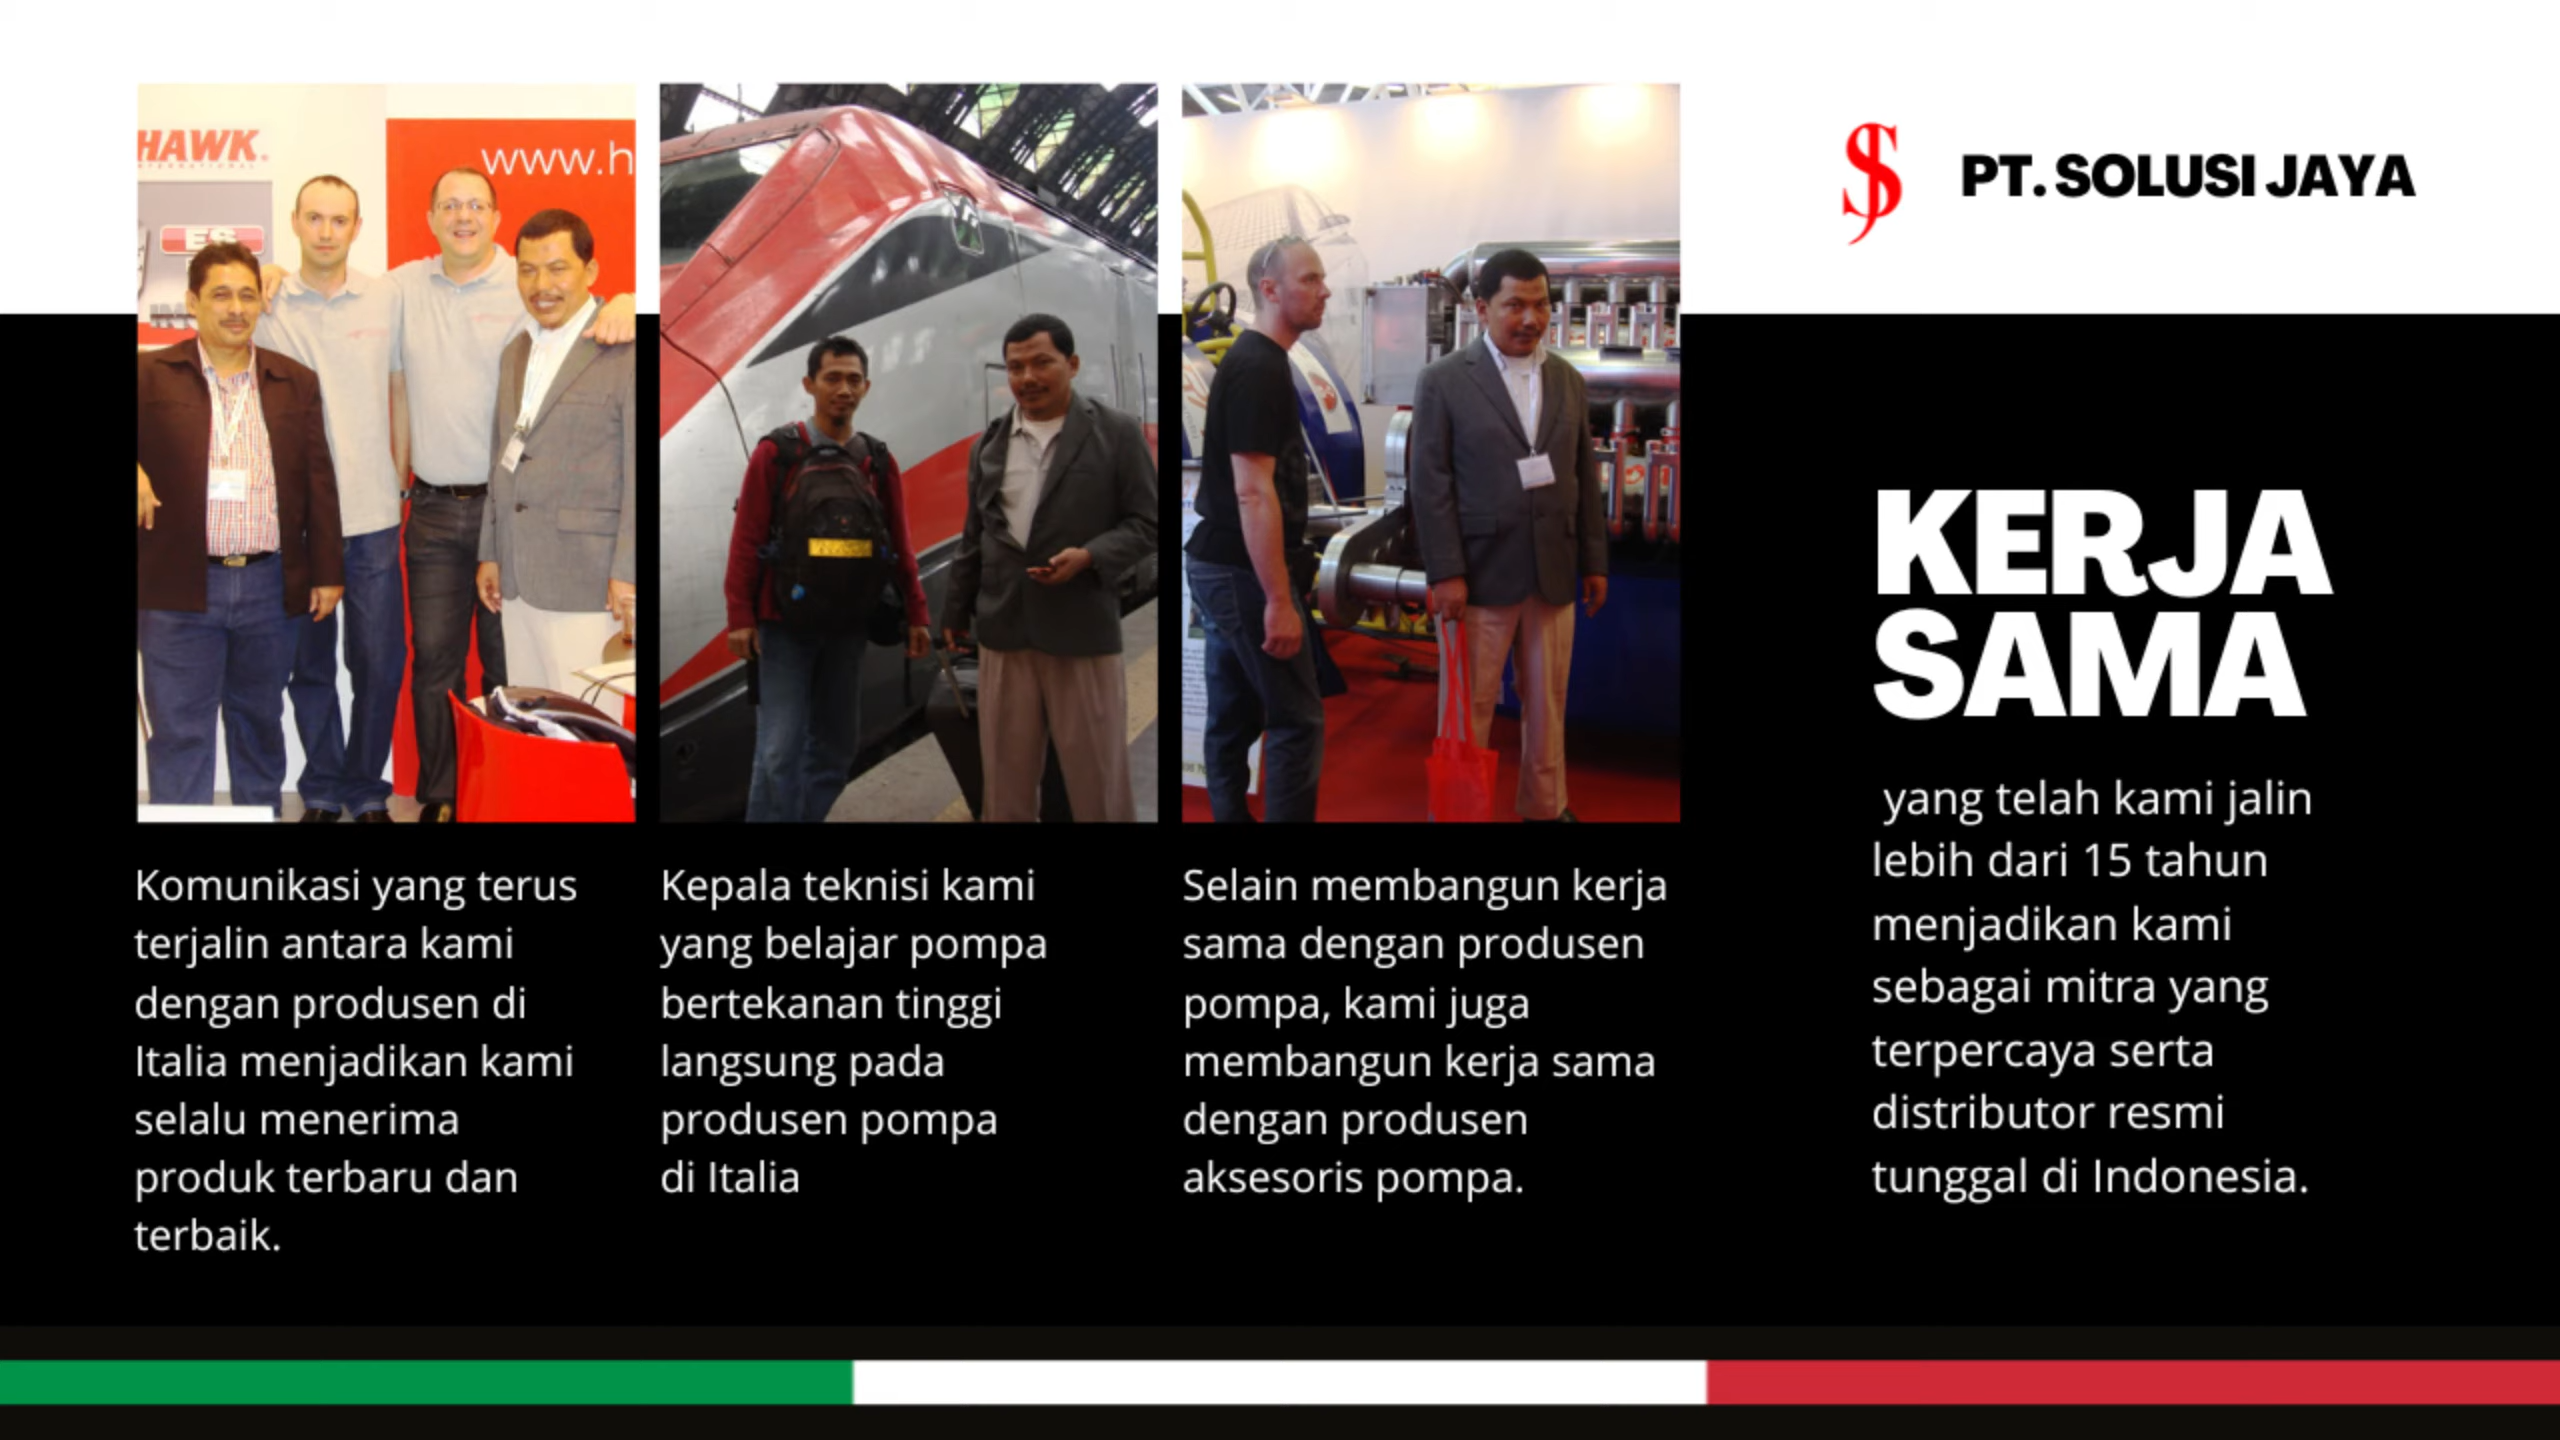 HAWK
INTERNATIONAL
www.h
ES
PT. SOLUSI JAYA
KERJA
SAMA
yang telah kami jalin
lebih dari 15 tahun
menjadikan kami
sebagai mitra yang
terpercaya serta
distributor resmi
tunggal di Indonesia.
Komunikasi yang terus
terjalin antara kami
dengan produsen di
Italia menjadikan kami
selalu menerima
produk terbaru dan
terbaik.
Kepala teknisi kami
yang belajar pompa
bertekanan tinggi
langsung pada
produsen pompa
di Italia
Selain membangun kerja
sama dengan produsen
pompa, kami juga
membangun kerja sama
dengan produsen
aksesoris pompa.